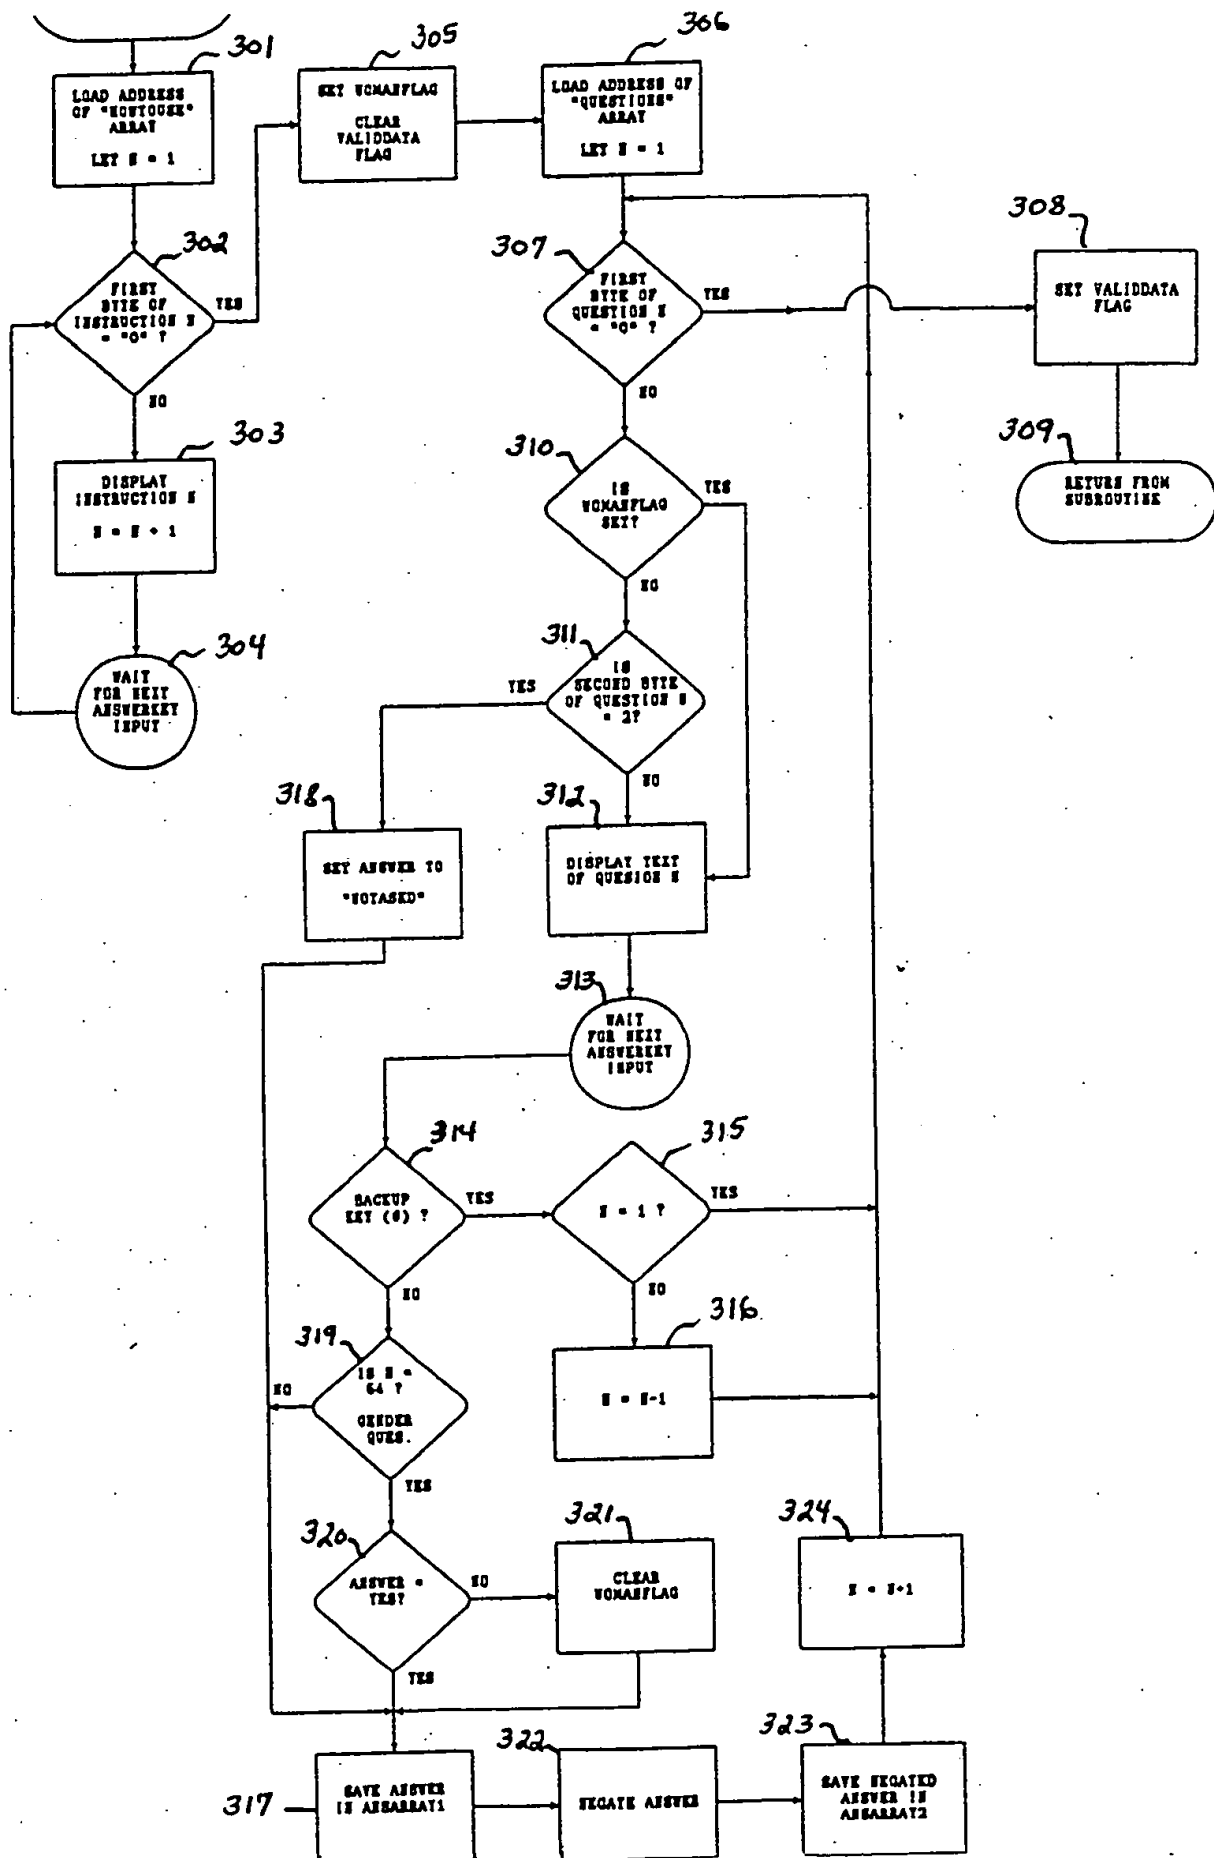 301
LOAD ADDRESS
OF "HOWTOUSE"
ARRAY
LET N = 1
305
SET WOMANFLAG
CLEAR
VALIDDATA
FLAG
306
LOAD ADDRESS OF
"QUESTIONS"
ARRAY
LET N = 1
302
FIRST
BYTE OF
INSTRUCTION N
= "0" ?
YES
NO
303
DISPLAY
INSTRUCTION N
N = N + 1
304
WAIT
FOR NEXT
ANSWERKEY
INPUT
307
FIRST
BYTE OF
QUESTION N
= "0" ?
YES
NO
308
SET VALIDDATA
FLAG
309
RETURN FROM
SUBROUTINE
310
IS
WOMANFLAG
SET?
YES
NO
311
IS
SECOND BYTE
OF QUESTION N
= 2?
YES
NO
318
SET ANSWER TO
"NOTASED"
312
DISPLAY TEXT
OF QUESION N
313
WAIT
FOR NEXT
ANSWERKEY
INPUT
314
BACKUP
KEY (6) ?
YES
NO
315
N = 1 ?
YES
NO
316
N = N-1
319
IS N =
64 ?
GENDER
QUES.
NO
YES
320
ANSWER =
YES?
NO
YES
321
CLEAR
WOMANFLAG
324
N = N+1
317
SAVE ANSWER
IN ANSARRAY1
322
NEGATE ANSWER
323
SAVE NEGATED
ANSWER IN
ANSARRAY2